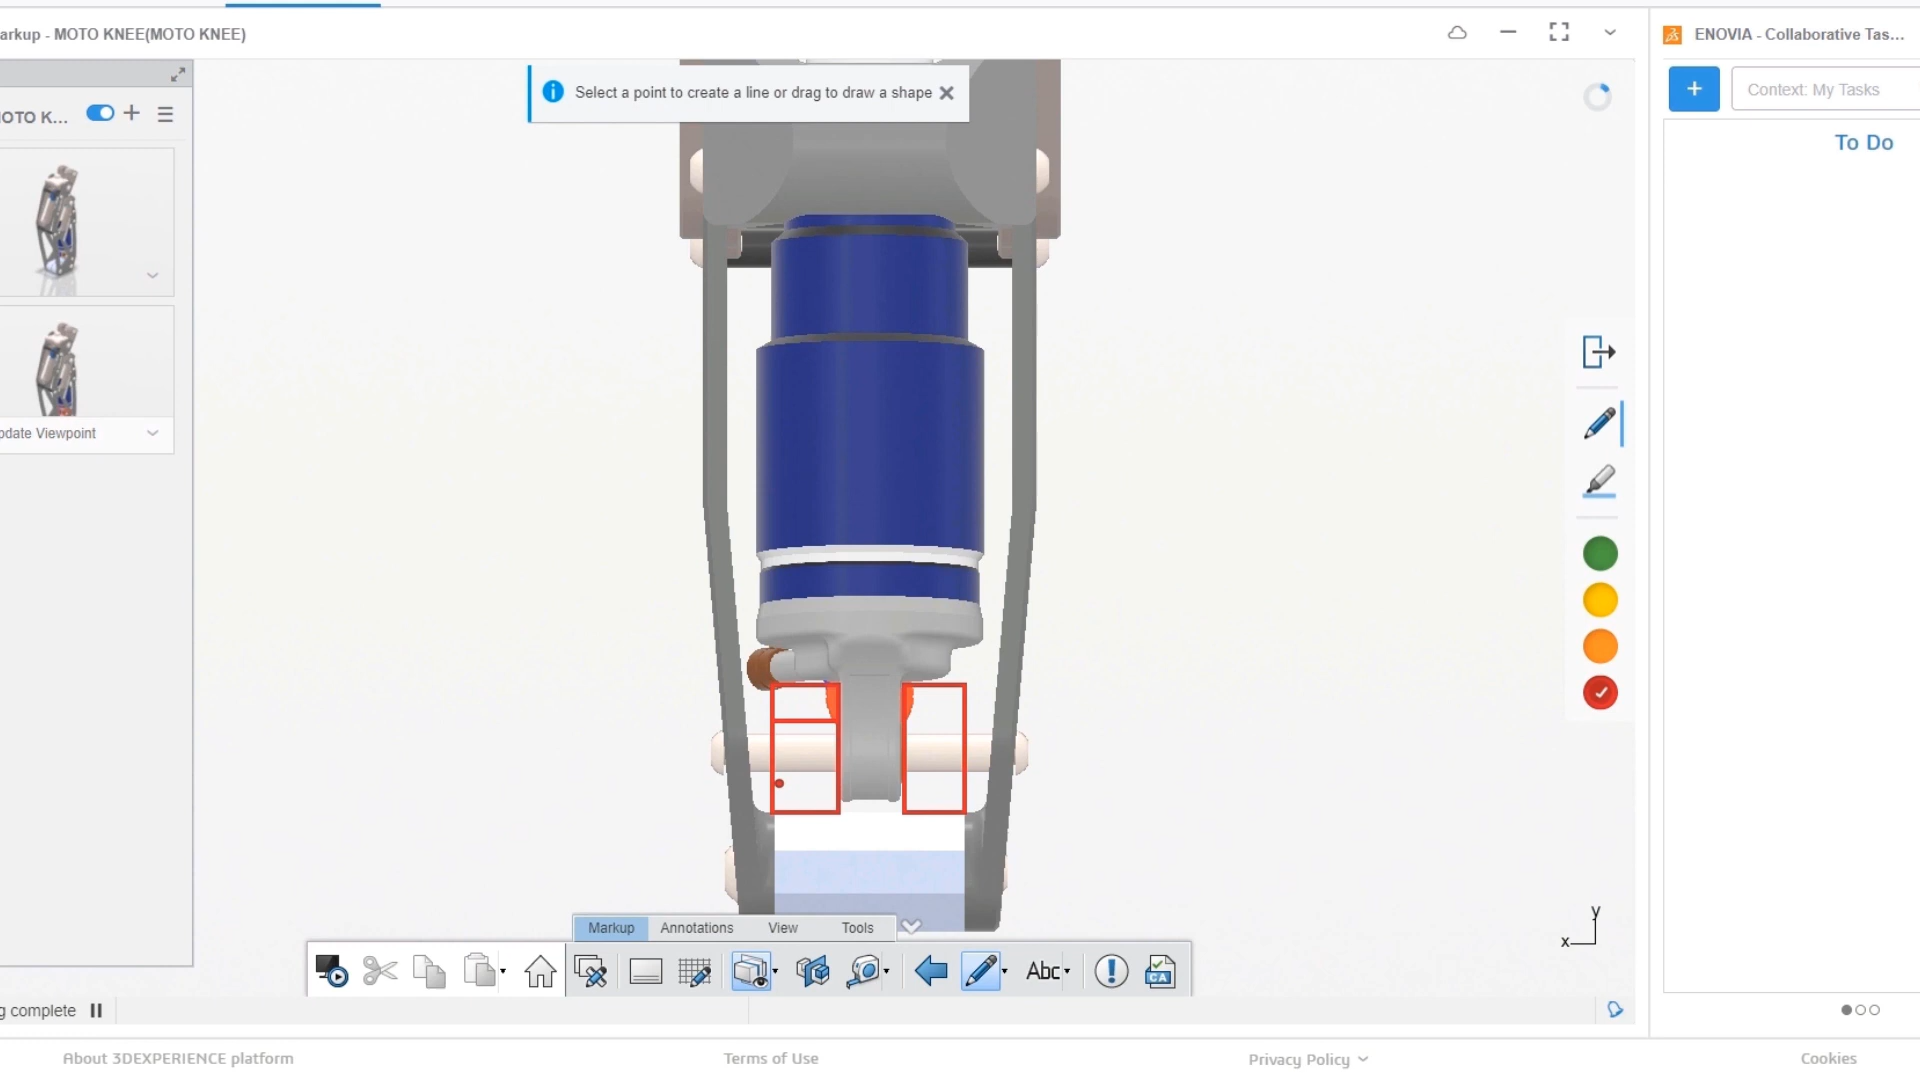 arkup - MOTO KNEE(MOTO KNEE)
ENOVIA - Collaborative Tas...
Select a point to create a line or drag to draw a shape
Context: My Tasks
OTO K...
To Do
pdate Viewpoint
y
x
Markup Annotations View Tools
Abc
CA
g complete
About 3DEXPERIENCE platform
Terms of Use
Privacy Policy
Cookies